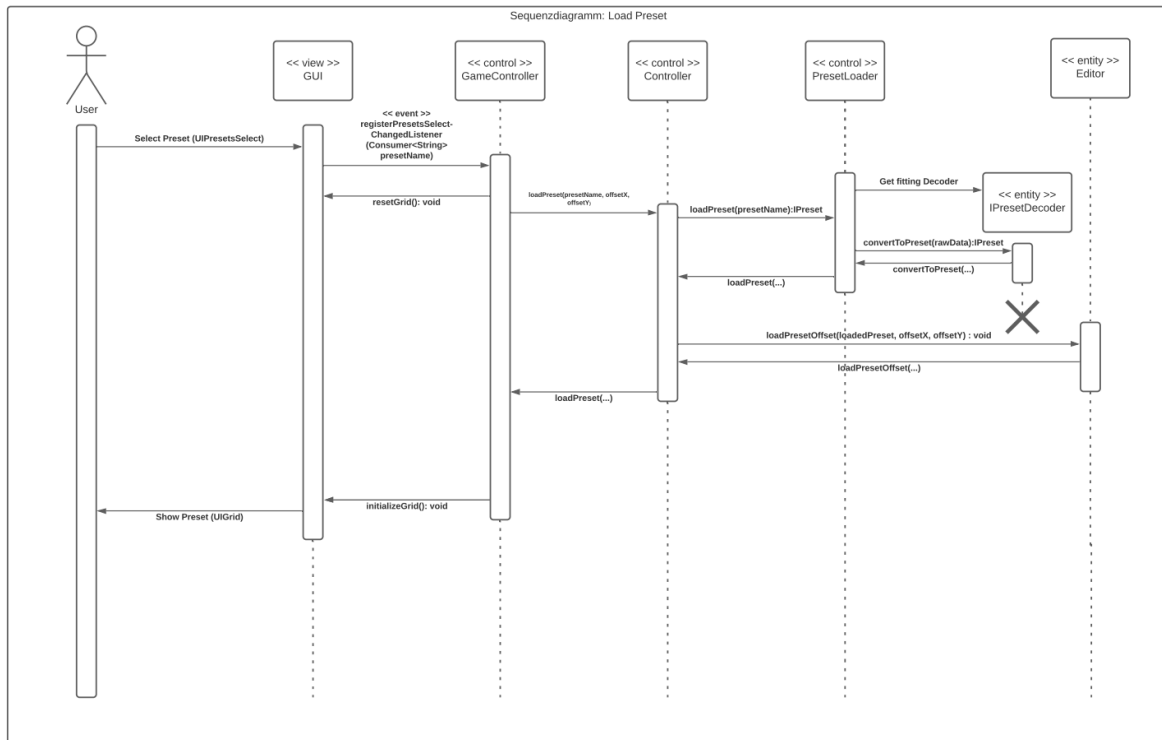 Sequenzdiagramm: Load Preset
User
<< view >>
GUI
<< control >>
GameController
<< control >>
Controller
<< control >>
PresetLoader
<< entity >>
Editor
Select Preset (UIPresetsSelect)
<< event >>
registerPresetsSelect-
ChangedListener
(Consumer<String>
presetName)
resetGrid(): void
loadPreset(presetName, offsetX,
offsetY)
loadPreset(presetName):IPreset
Get fitting Decoder
<< entity >>
IPresetDecoder
convertToPreset(rawData):IPreset
convertToPreset(...)
loadPreset(...)
loadPresetOffset(loadedPreset, offsetX, offsetY) : void
loadPresetOffset(...)
loadPreset(...)
initializeGrid(): void
Show Preset (UIGrid)